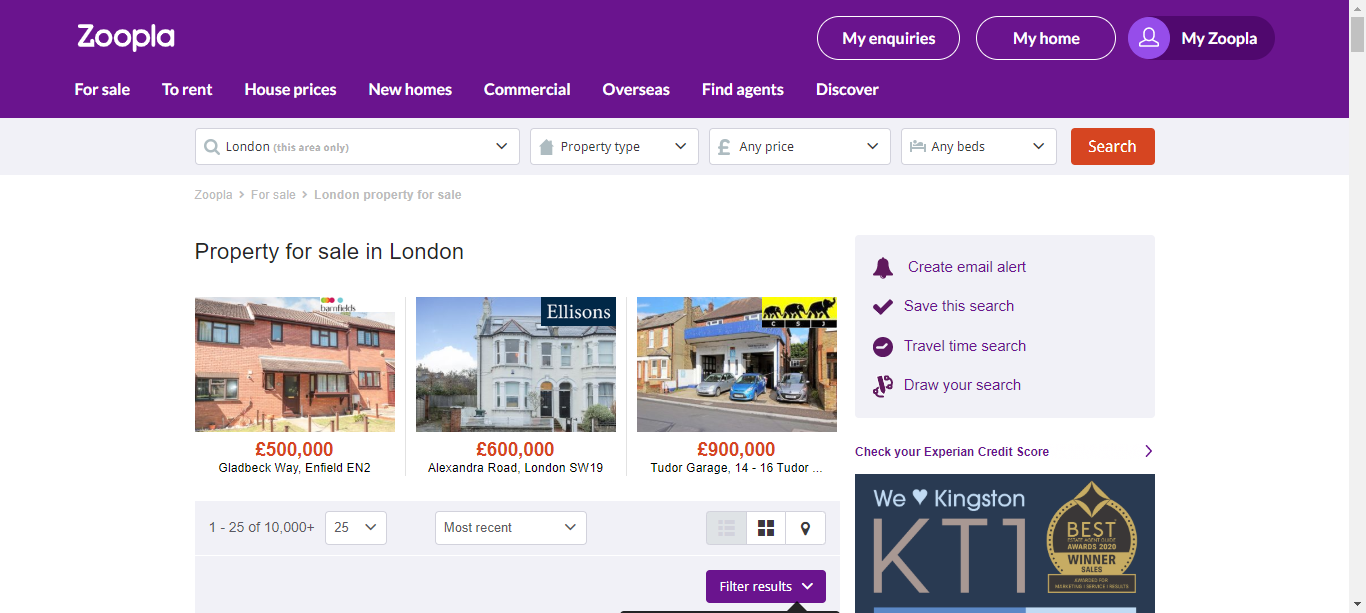 Zoopla
My enquiries
My home
My Zoopla
For sale
To rent
House prices
New homes
Commercial
Overseas
Find agents
Discover
London (this area only)
Property type
£ Any price
Any beds
Search
Zoopla > For sale > London property for sale
Property for sale in London
barnfields
£500,000
Gladbeck Way, Enfield EN2
Ellisons
£600,000
Alexandra Road, London SW19
C S J
£900,000
Tudor Garage, 14 - 16 Tudor ...
Create email alert
Save this search
Travel time search
Draw your search
Check your Experian Credit Score
1 - 25 of 10,000+
25
Most recent
Filter results
We ♥ Kingston
KT1
BEST
ESTATE AGENT GUIDE
AWARDS 2020
WINNER
SALES
AWARDED FOR
MARKETING | SERVICE | RESULTS